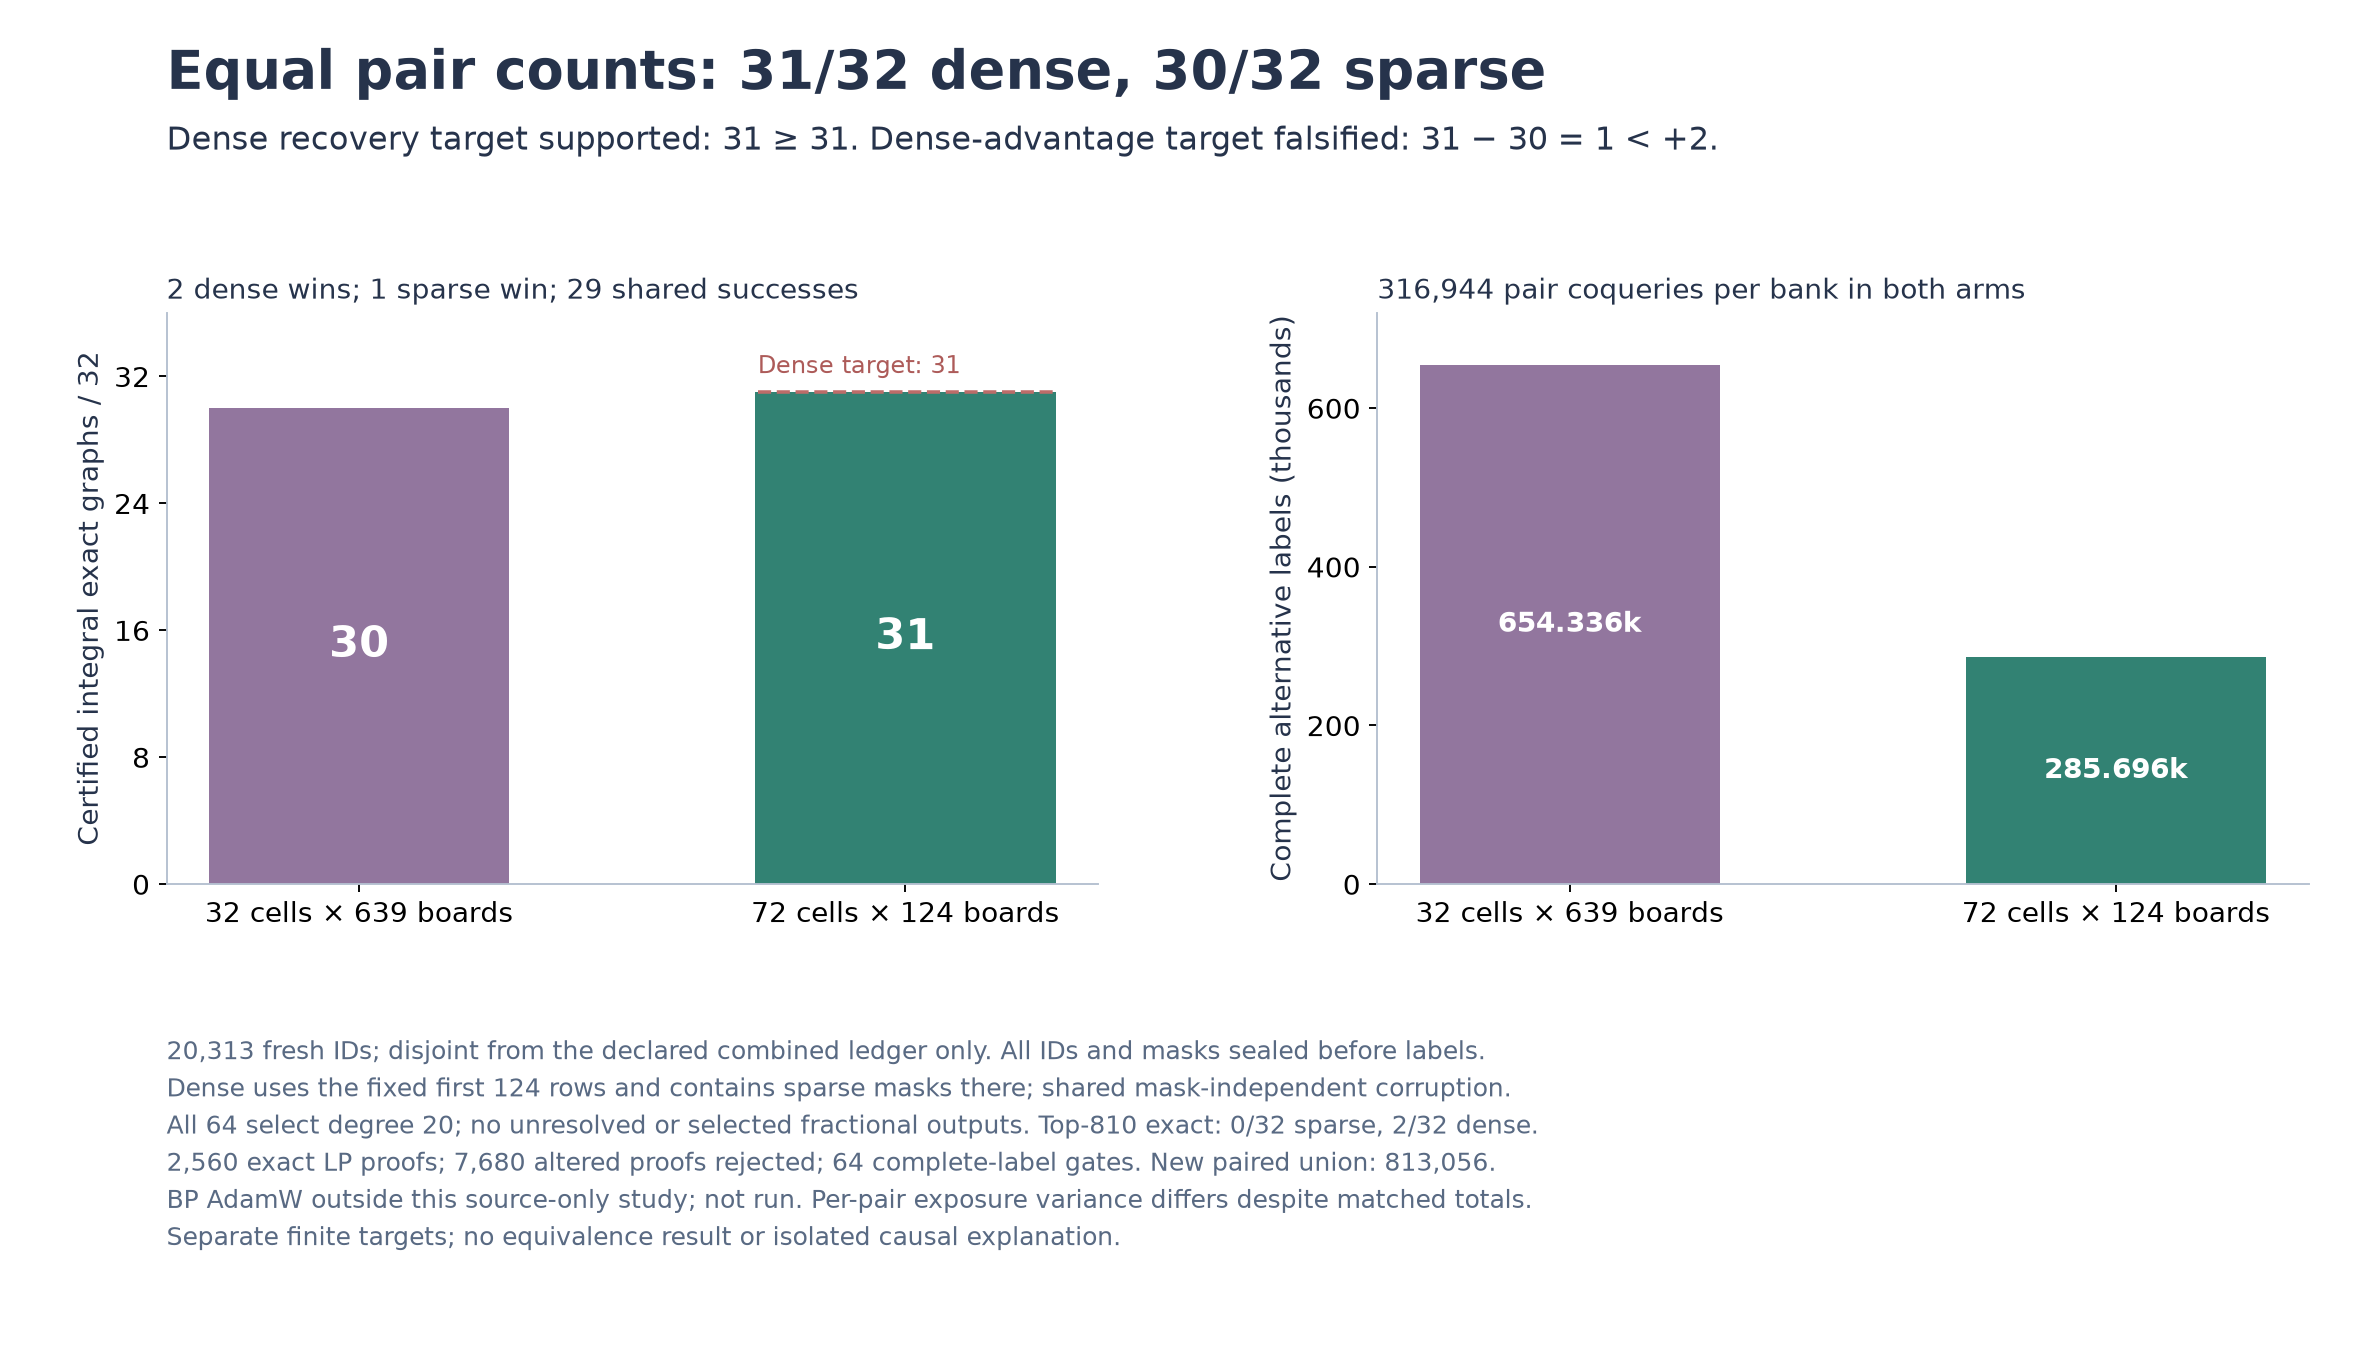 Equal pair counts: 31/32 dense, 30/32 sparse
Dense recovery target supported: 31 ≥ 31. Dense-advantage target falsified: 31 − 30 = 1 < +2.
2 dense wins; 1 sparse win; 29 shared successes
Certified integral exact graphs / 32
32
24
16
8
0
Dense target: 31
30
31
32 cells × 639 boards
72 cells × 124 boards
316,944 pair coqueries per bank in both arms
Complete alternative labels (thousands)
600
400
200
0
654.336k
285.696k
32 cells × 639 boards
72 cells × 124 boards
20,313 fresh IDs; disjoint from the declared combined ledger only. All IDs and masks sealed before labels.
Dense uses the fixed first 124 rows and contains sparse masks there; shared mask-independent corruption.
All 64 select degree 20; no unresolved or selected fractional outputs. Top-810 exact: 0/32 sparse, 2/32 dense.
2,560 exact LP proofs; 7,680 altered proofs rejected; 64 complete-label gates. New paired union: 813,056.
BP AdamW outside this source-only study; not run. Per-pair exposure variance differs despite matched totals.
Separate finite targets; no equivalence result or isolated causal explanation.